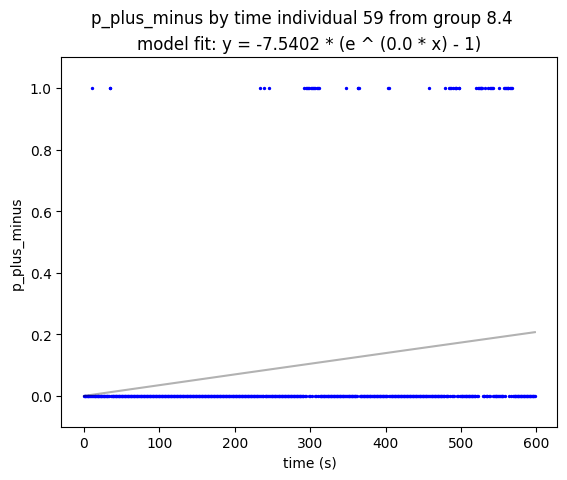 p_plus_minus by time individual 59 from group 8.4
model fit: y = -7.5402 * (e ^ (0.0 * x) - 1)
1.0
0.8
0.6
0.4
0.2
0.0
p_plus_minus
0 100 200 300 400 500 600
time (s)